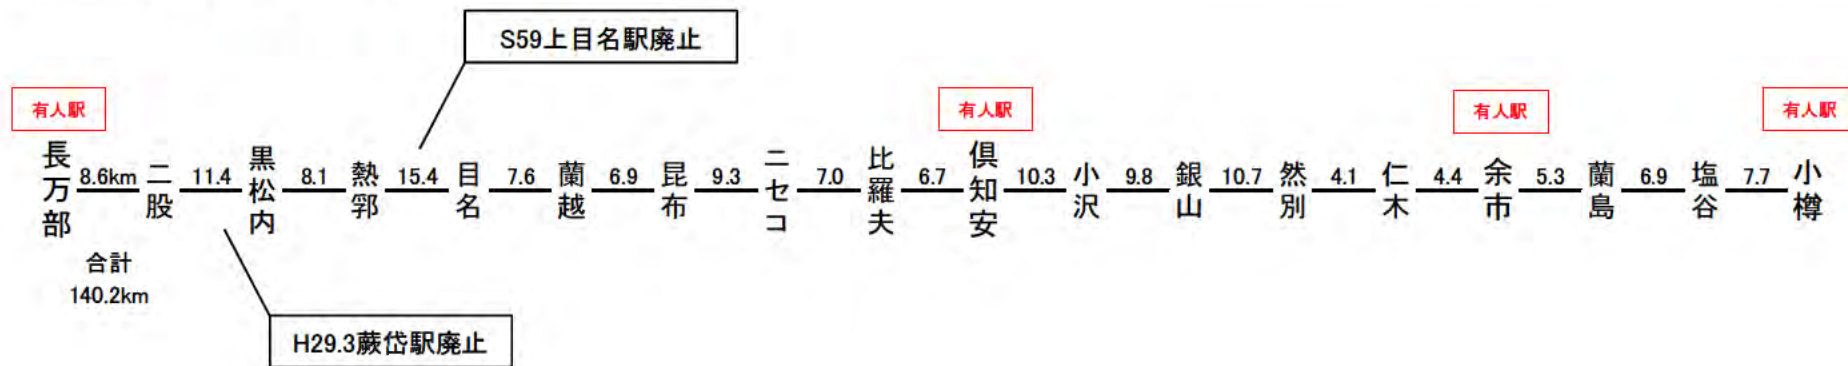 S59上目名駅廃止
有人駅
有人駅
有人駅
有人駅
長万部 8.6km 二股 11.4 黒松内 8.1 熱郛 15.4 目名 7.6 蘭越 6.9 昆布 9.3 ニセコ 7.0 比羅夫 6.7 倶知安 10.3 小沢 9.8 銀山 10.7 然別 4.1 仁木 4.4 余市 5.3 蘭島 6.9 塩谷 7.7 小樽
合計
140.2km
H29.3蕨岱駅廃止